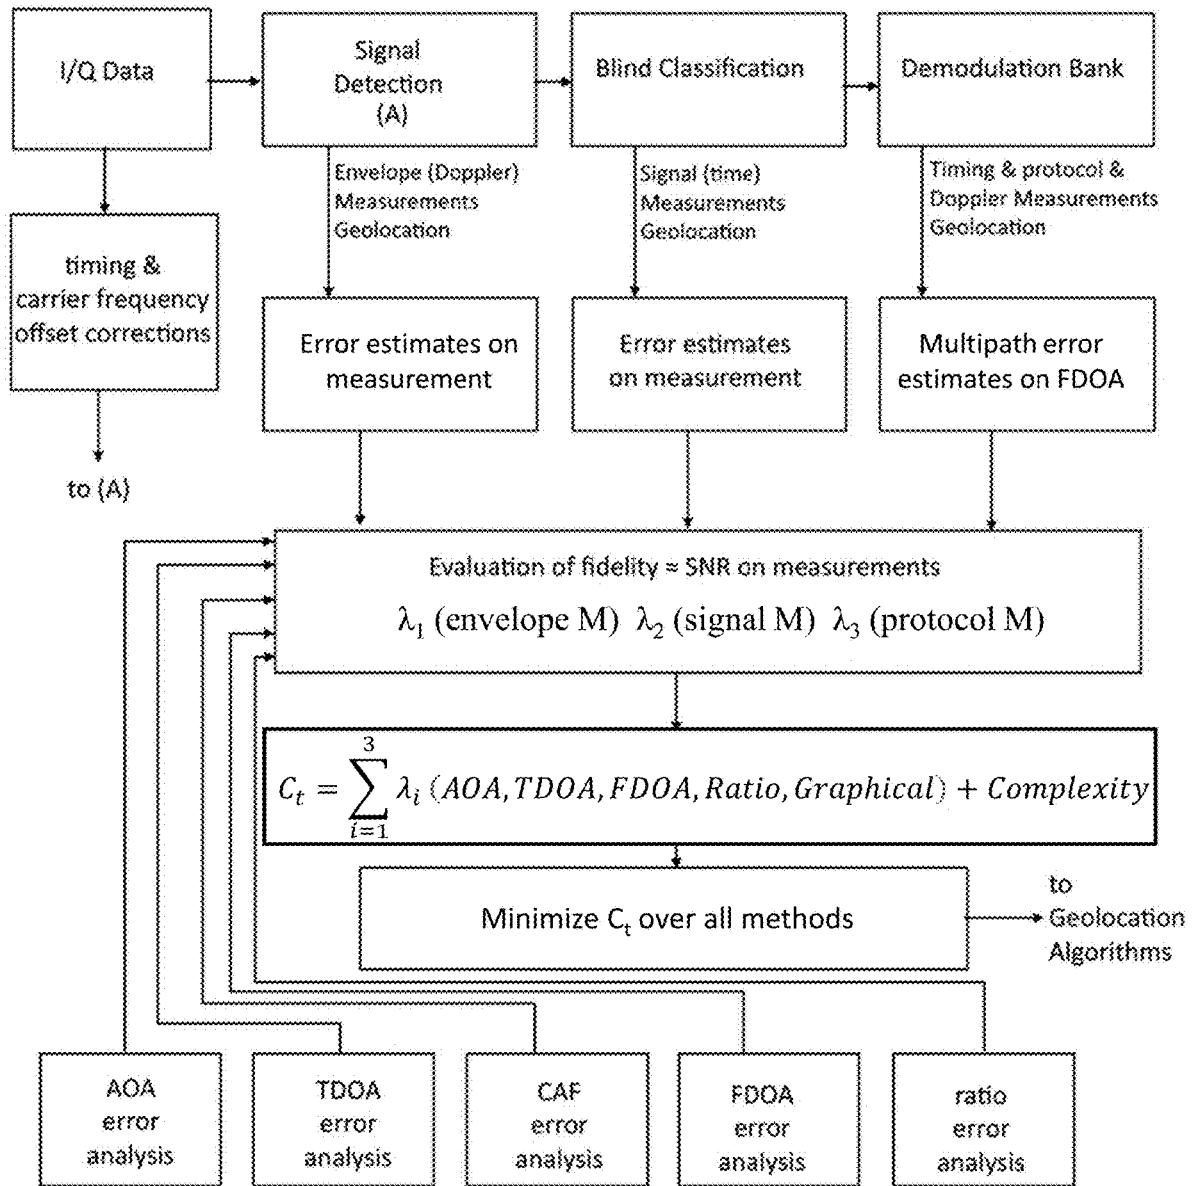 I/Q Data
Signal
Detection
(A)
Blind Classification
Demodulation Bank
Envelope (Doppler)
Measurements
Geolocation
Signal (time)
Measurements
Geolocation
Timing & protocol &
Doppler Measurements
Geolocation
timing &
carrier frequency
offset corrections
to (A)
Error estimates on
measurement
Error estimates
on measurement
Multipath error
estimates on FDOA
Evaluation of fidelity = SNR on measurements
λ₁ (envelope M) λ₂ (signal M) λ₃ (protocol M)
Cₜ = ∑_{i=1}^{3} λᵢ (AOA, TDOA, FDOA, Ratio, Graphical) + Complexity
Minimize Cₜ over all methods
to
Geolocation
Algorithms
AOA
error
analysis
TDOA
error
analysis
CAF
error
analysis
FDOA
error
analysis
ratio
error
analysis